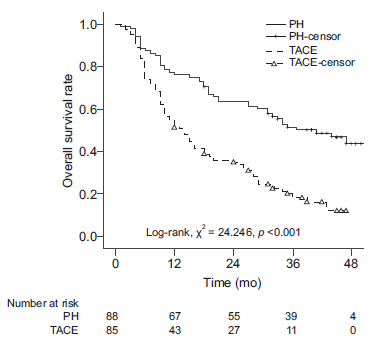 1.0
0.8
0.6
0.4
0.2
0.0
Overall survival rate
PH
PH-censor
TACE
TACE-censor
Log-rank, χ² = 24.246, p <0.001
0 12 24 36 48
Time (mo)
Number at risk
PH 88 67 55 39 4
TACE 85 43 27 11 0